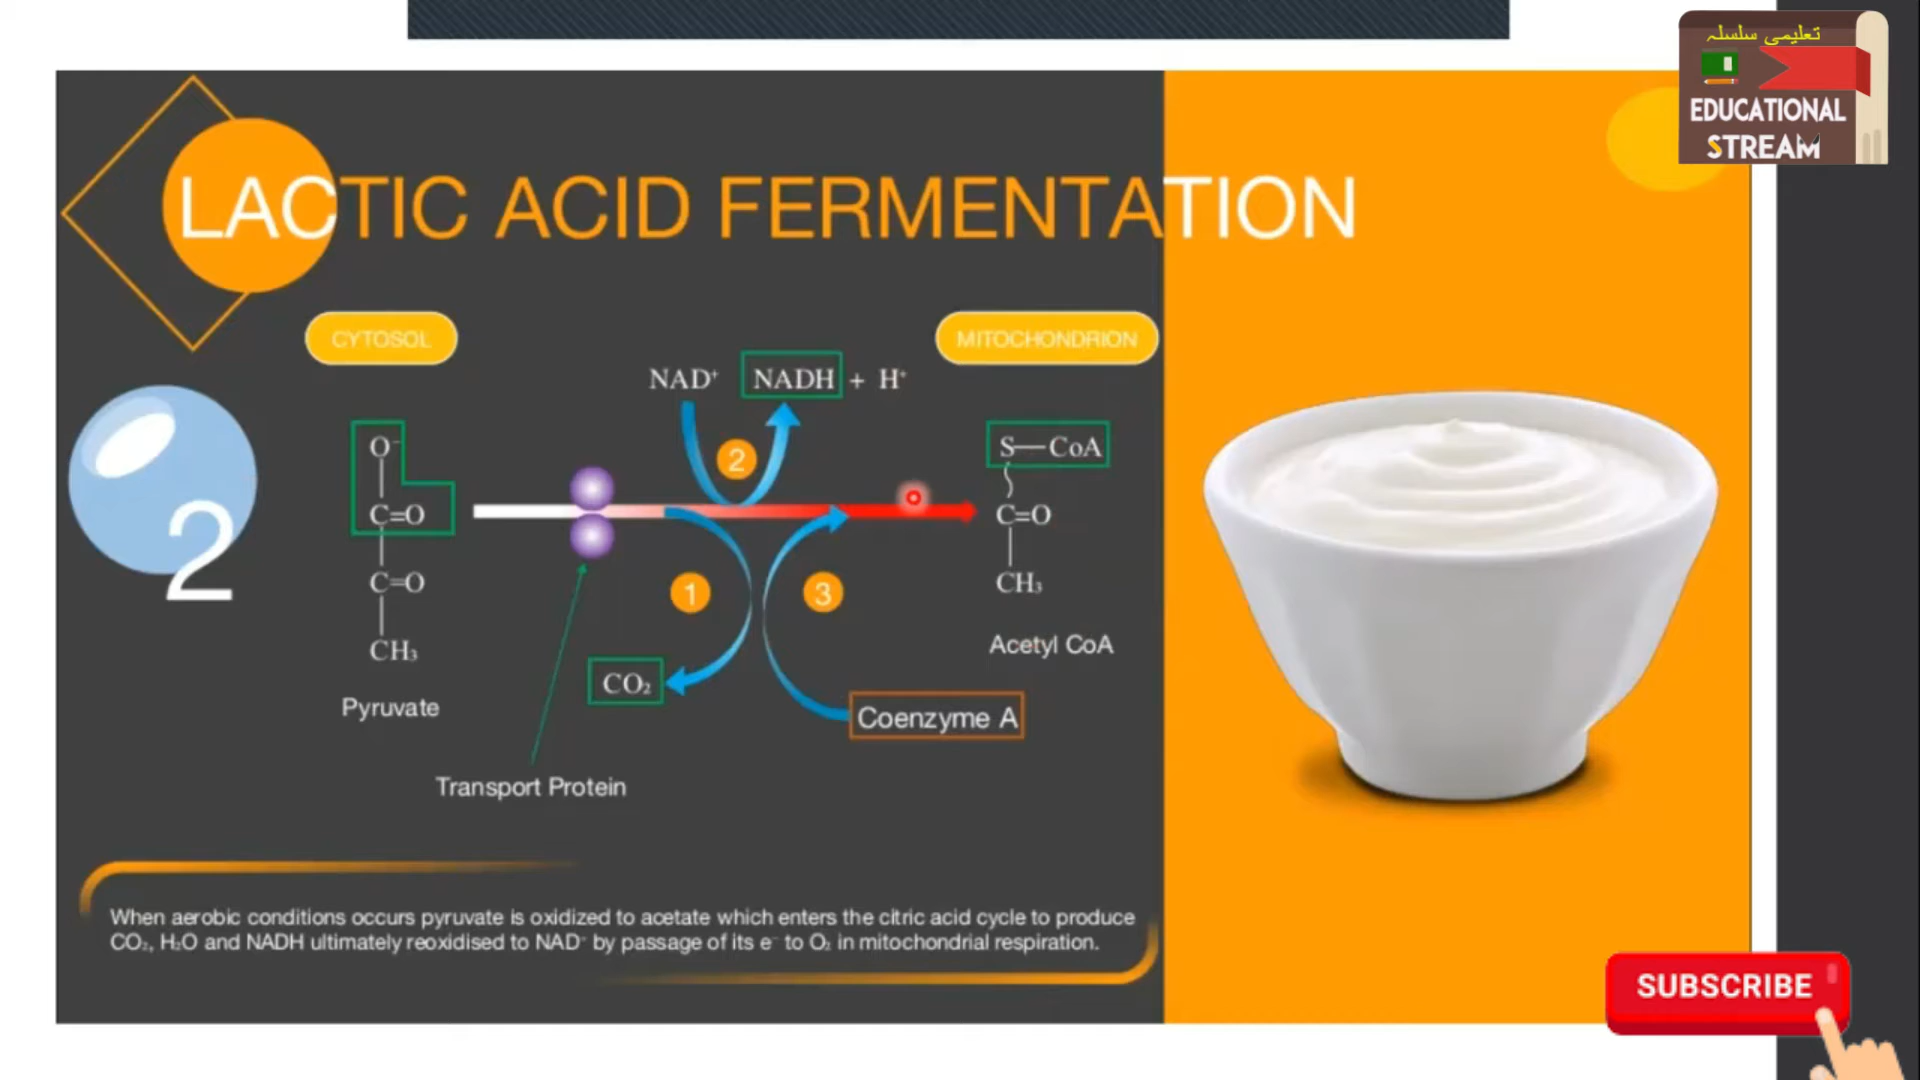 تعلیمی سلسلہ
EDUCATIONAL
STREAM
LACTIC ACID FERMENTATION
CYTOSOL
MITOCHONDRION
NAD⁺ NADH + H⁺
O⁻
S—CoA
2
C=O
C=O
2
C=O
1
3
CH₃
CH₃
Acetyl CoA
CO₂
Pyruvate
Coenzyme A
Transport Protein
When aerobic conditions occurs pyruvate is oxidized to acetate which enters the citric acid cycle to produce
CO₂, H₂O and NADH ultimately reoxidised to NAD⁺ by passage of its e⁻ to O₂ in mitochondrial respiration.
SUBSCRIBE